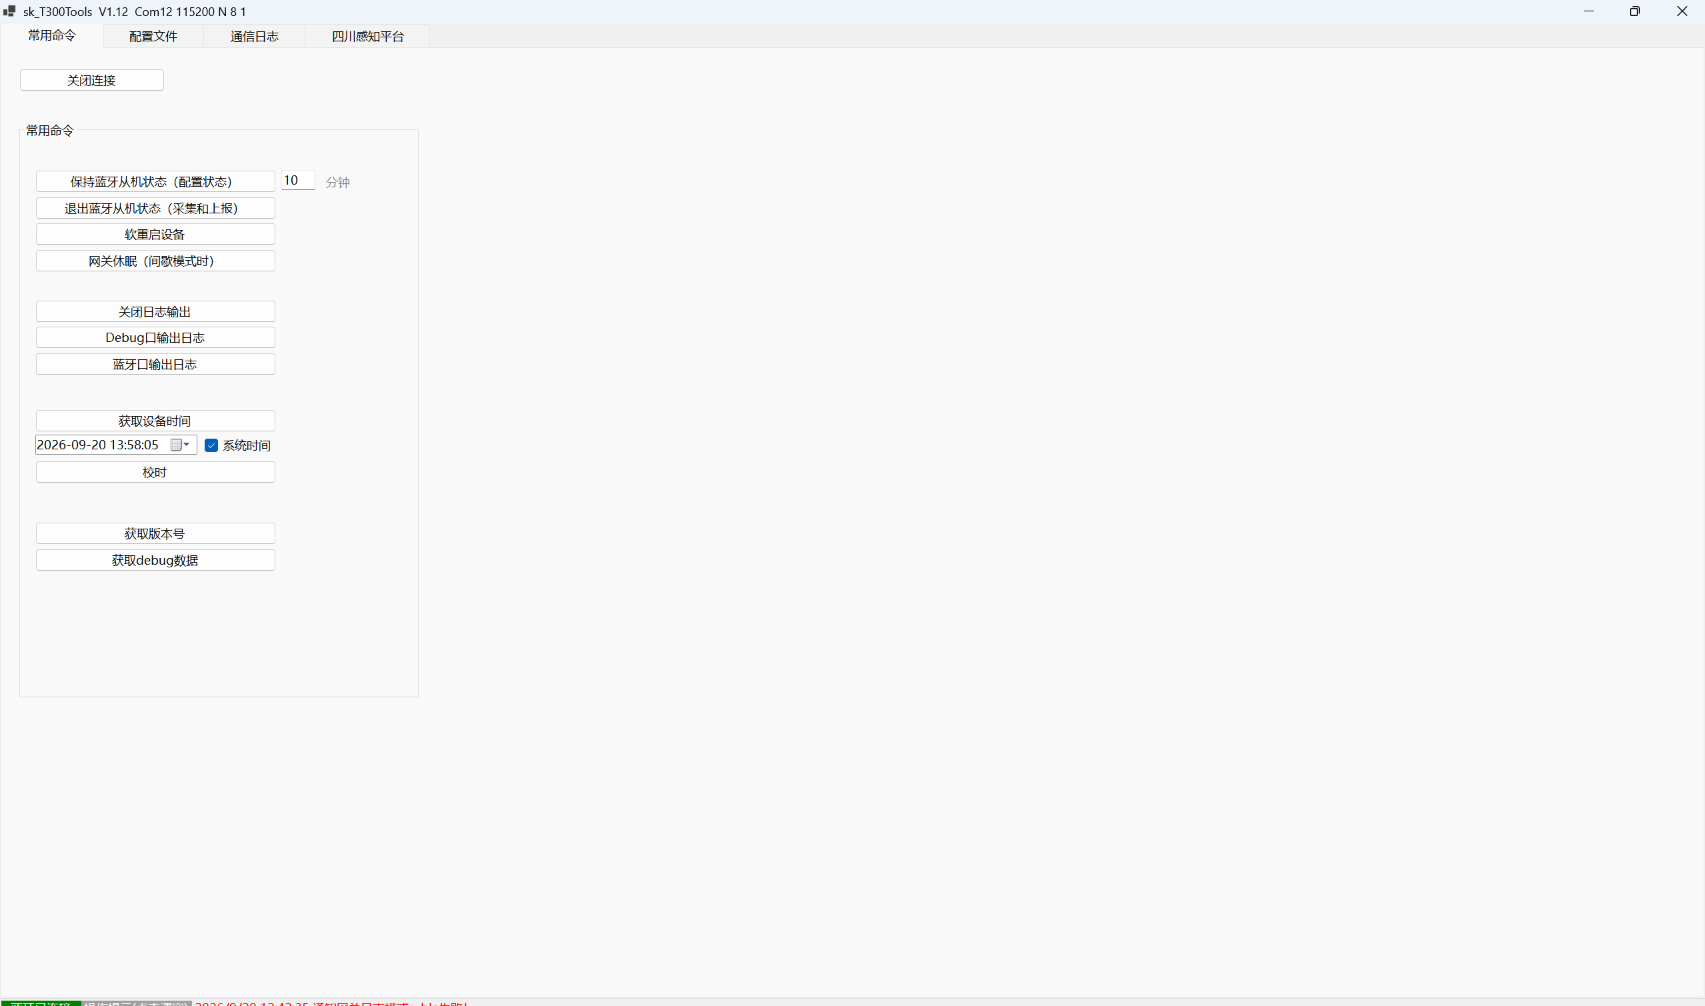 sk_T300Tools V1.12 Com12 115200 N 8 1
常用命令 配置文件 通信日志 四川感知平台
关闭连接
常用命令
保持蓝牙从机状态（配置状态） 10 分钟
退出蓝牙从机状态（采集和上报）
软重启设备
网关休眠（间歇模式时）
关闭日志输出
Debug口输出日志
蓝牙口输出日志
获取设备时间
2026-09-20 13:58:05 系统时间
校时
获取版本号
获取debug数据